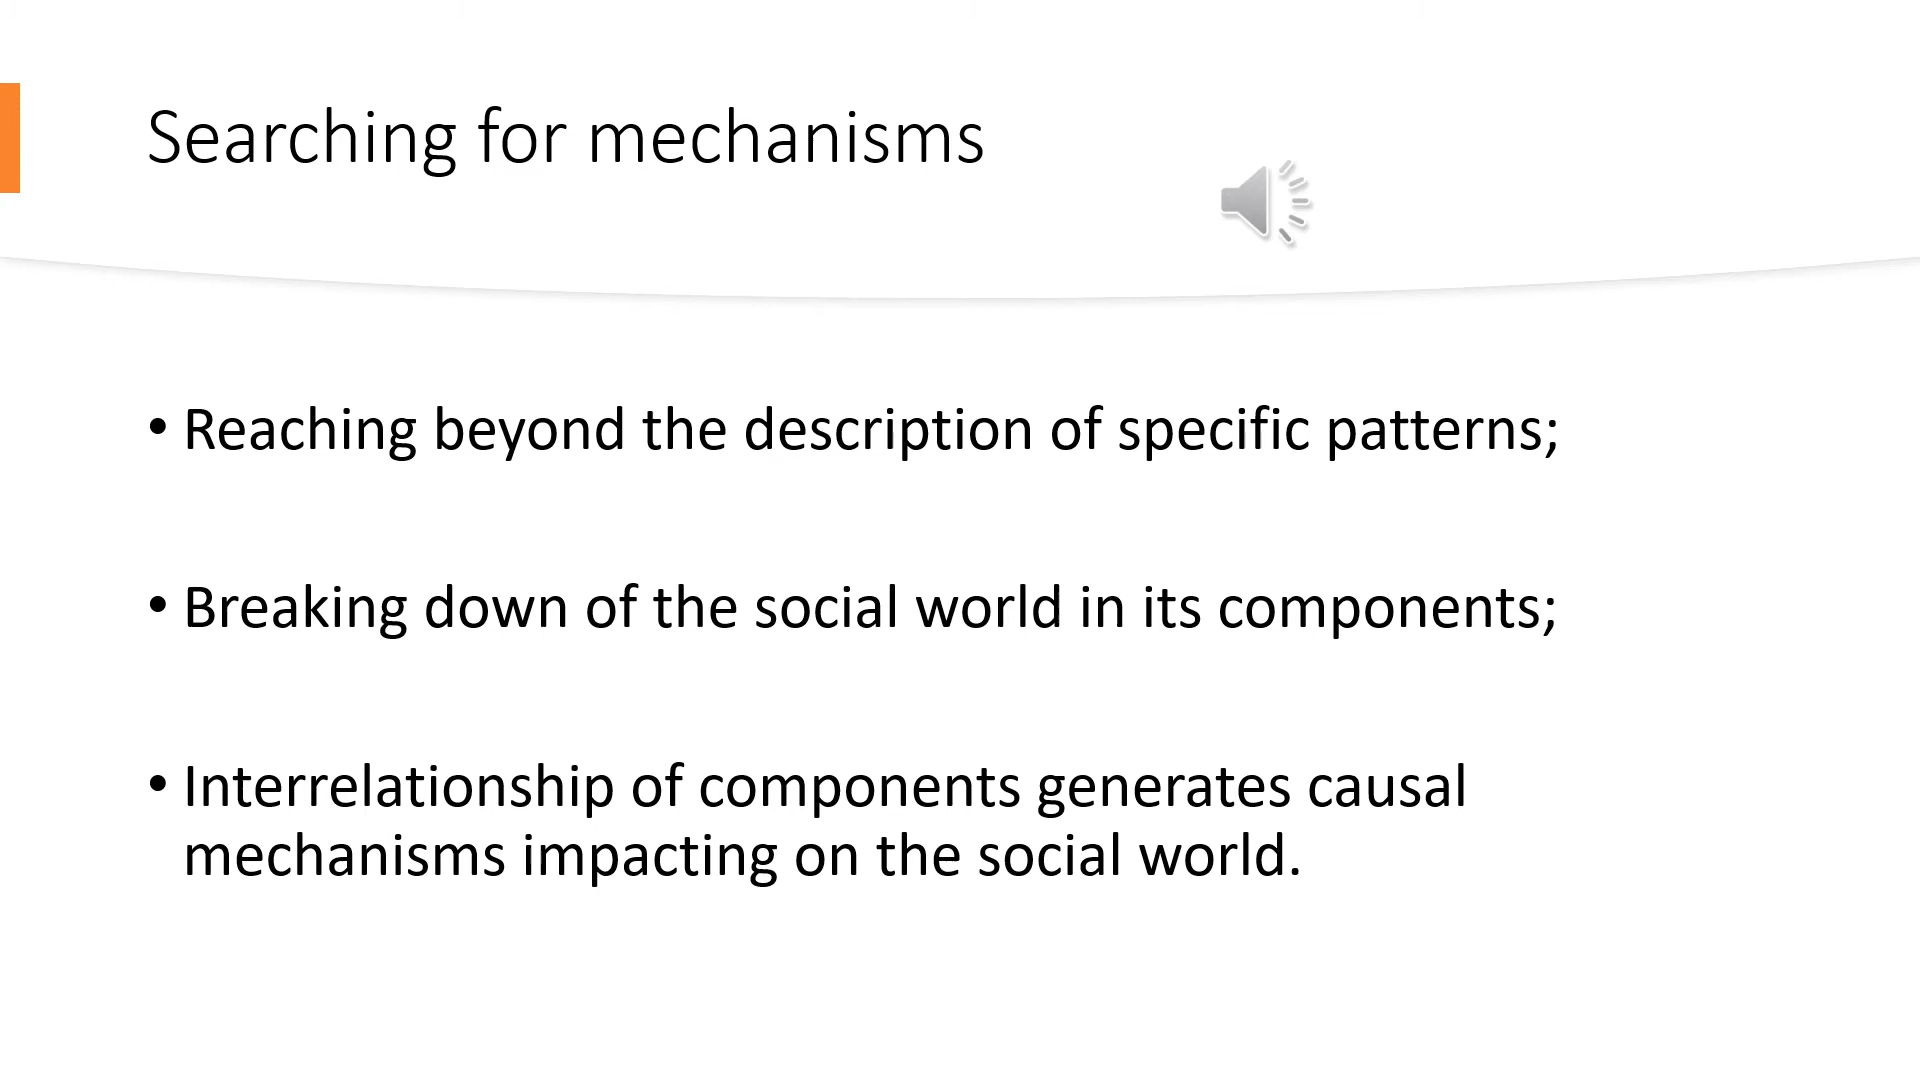 Searching for mechanisms
• Reaching beyond the description of specific patterns;
• Breaking down of the social world in its components;
• Interrelationship of components generates causal
mechanisms impacting on the social world.